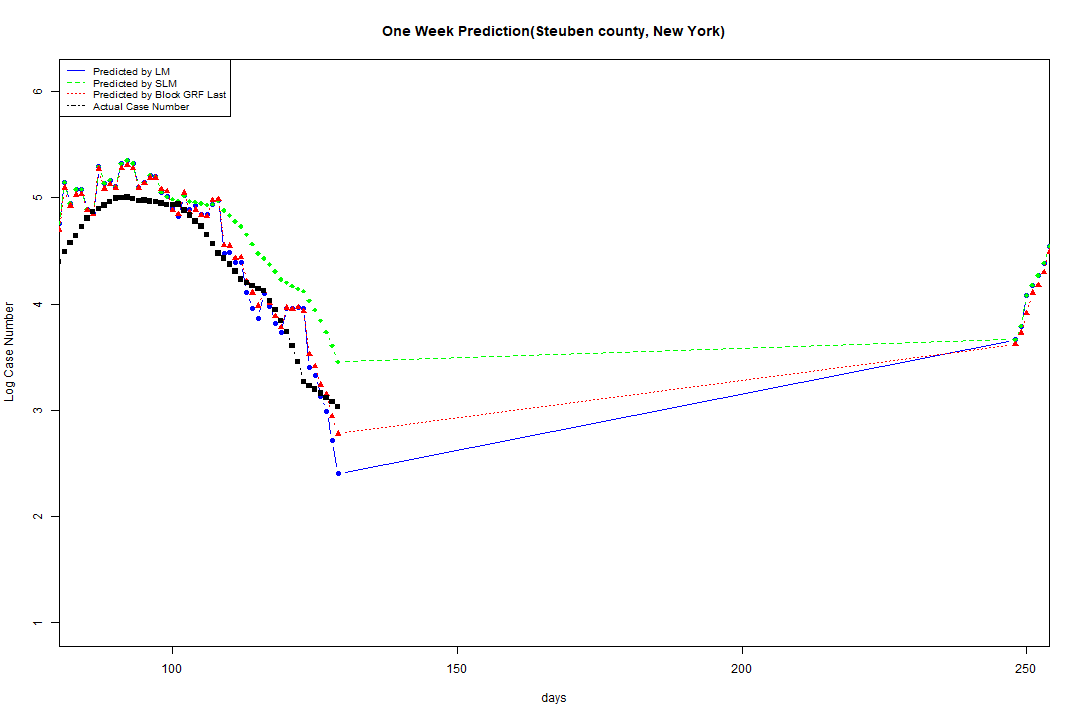 One Week Prediction(Steuben county, New York)
Predicted by LM
Predicted by SLM
Predicted by Block GRF Last
Actual Case Number
6
5
4
3
2
1
Log Case Number
100 150 200 250
days